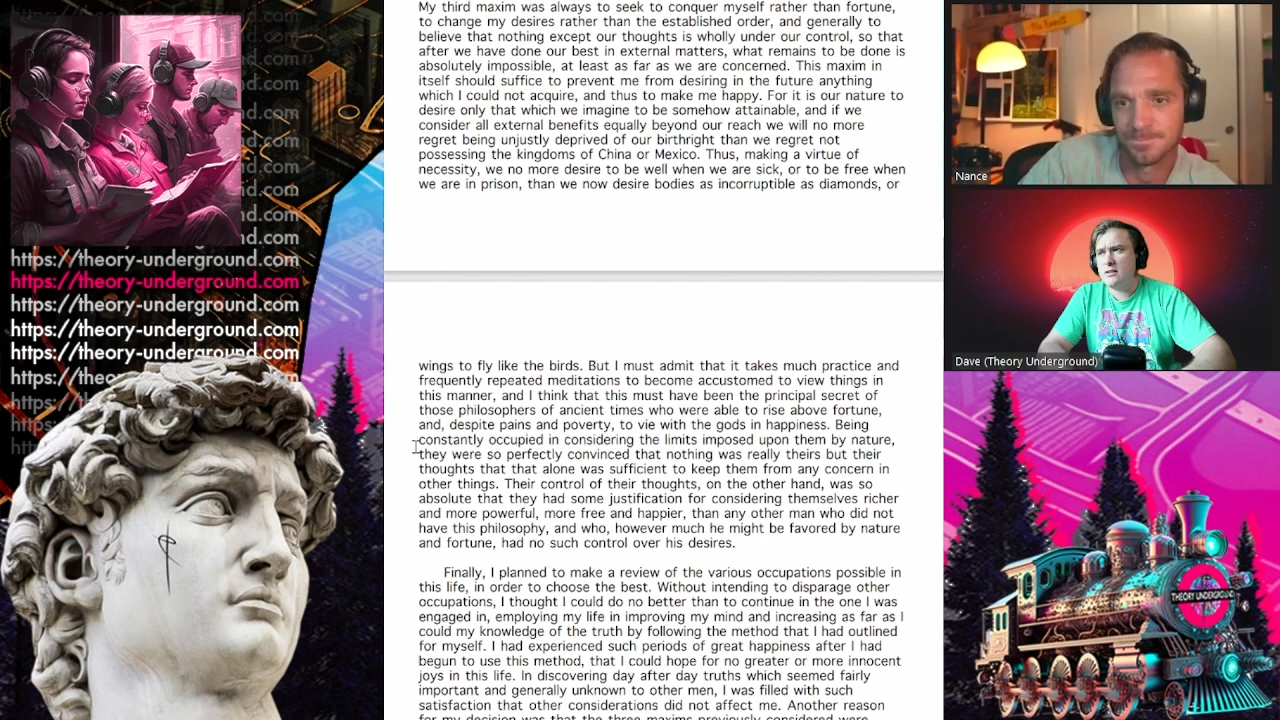 https://theory-underground.com
https://theory-underground.com
https://theory-underground.com
https://theory-underground.com
https://theory-underground.com
My third maxim was always to seek to conquer myself rather than fortune,
to change my desires rather than the established order, and generally to
believe that nothing except our thoughts is wholly under our control, so that
after we have done our best in external matters, what remains to be done is
absolutely impossible, at least as far as we are concerned. This maxim in
itself should suffice to prevent me from desiring in the future anything
which I could not acquire, and thus to make me happy. For it is our nature to
desire only that which we imagine to be somehow attainable, and if we
consider all external benefits equally beyond our reach we will no more
regret being unjustly deprived of our birthright than we regret not
possessing the kingdoms of China or Mexico. Thus, making a virtue of
necessity, we no more desire to be well when we are sick, or to be free when
we are in prison, than we now desire bodies as incorruptible as diamonds, or
wings to fly like the birds. But I must admit that it takes much practice and
frequently repeated meditations to become accustomed to view things in
this manner, and I think that this must have been the principal secret of
those philosophers of ancient times who were able to rise above fortune,
and, despite pains and poverty, to vie with the gods in happiness. Being
constantly occupied in considering the limits imposed upon them by nature,
they were so perfectly convinced that nothing was really theirs but their
thoughts that that alone was sufficient to keep them from any concern in
other things. Their control of their thoughts, on the other hand, was so
absolute that they had some justification for considering themselves richer
and more powerful, more free and happier, than any other man who did not
have this philosophy, and who, however much he might be favored by nature
and fortune, had no such control over his desires.
Finally, I planned to make a review of the various occupations possible in
this life, in order to choose the best. Without intending to disparage other
occupations, I thought I could do no better than to continue in the one I was
engaged in, employing my life in improving my mind and increasing as far as I
could my knowledge of the truth by following the method that I had outlined
for myself. I had experienced such periods of great happiness after I had
begun to use this method, that I could hope for no greater or more innocent
joys in this life. In discovering day after day truths which seemed fairly
important and generally unknown to other men, I was filled with such
satisfaction that other considerations did not affect me. Another reason
for my decision was that the three maxims previously considered were
Nance
Dave (Theory Underground)
THEORY UNDERGROUND